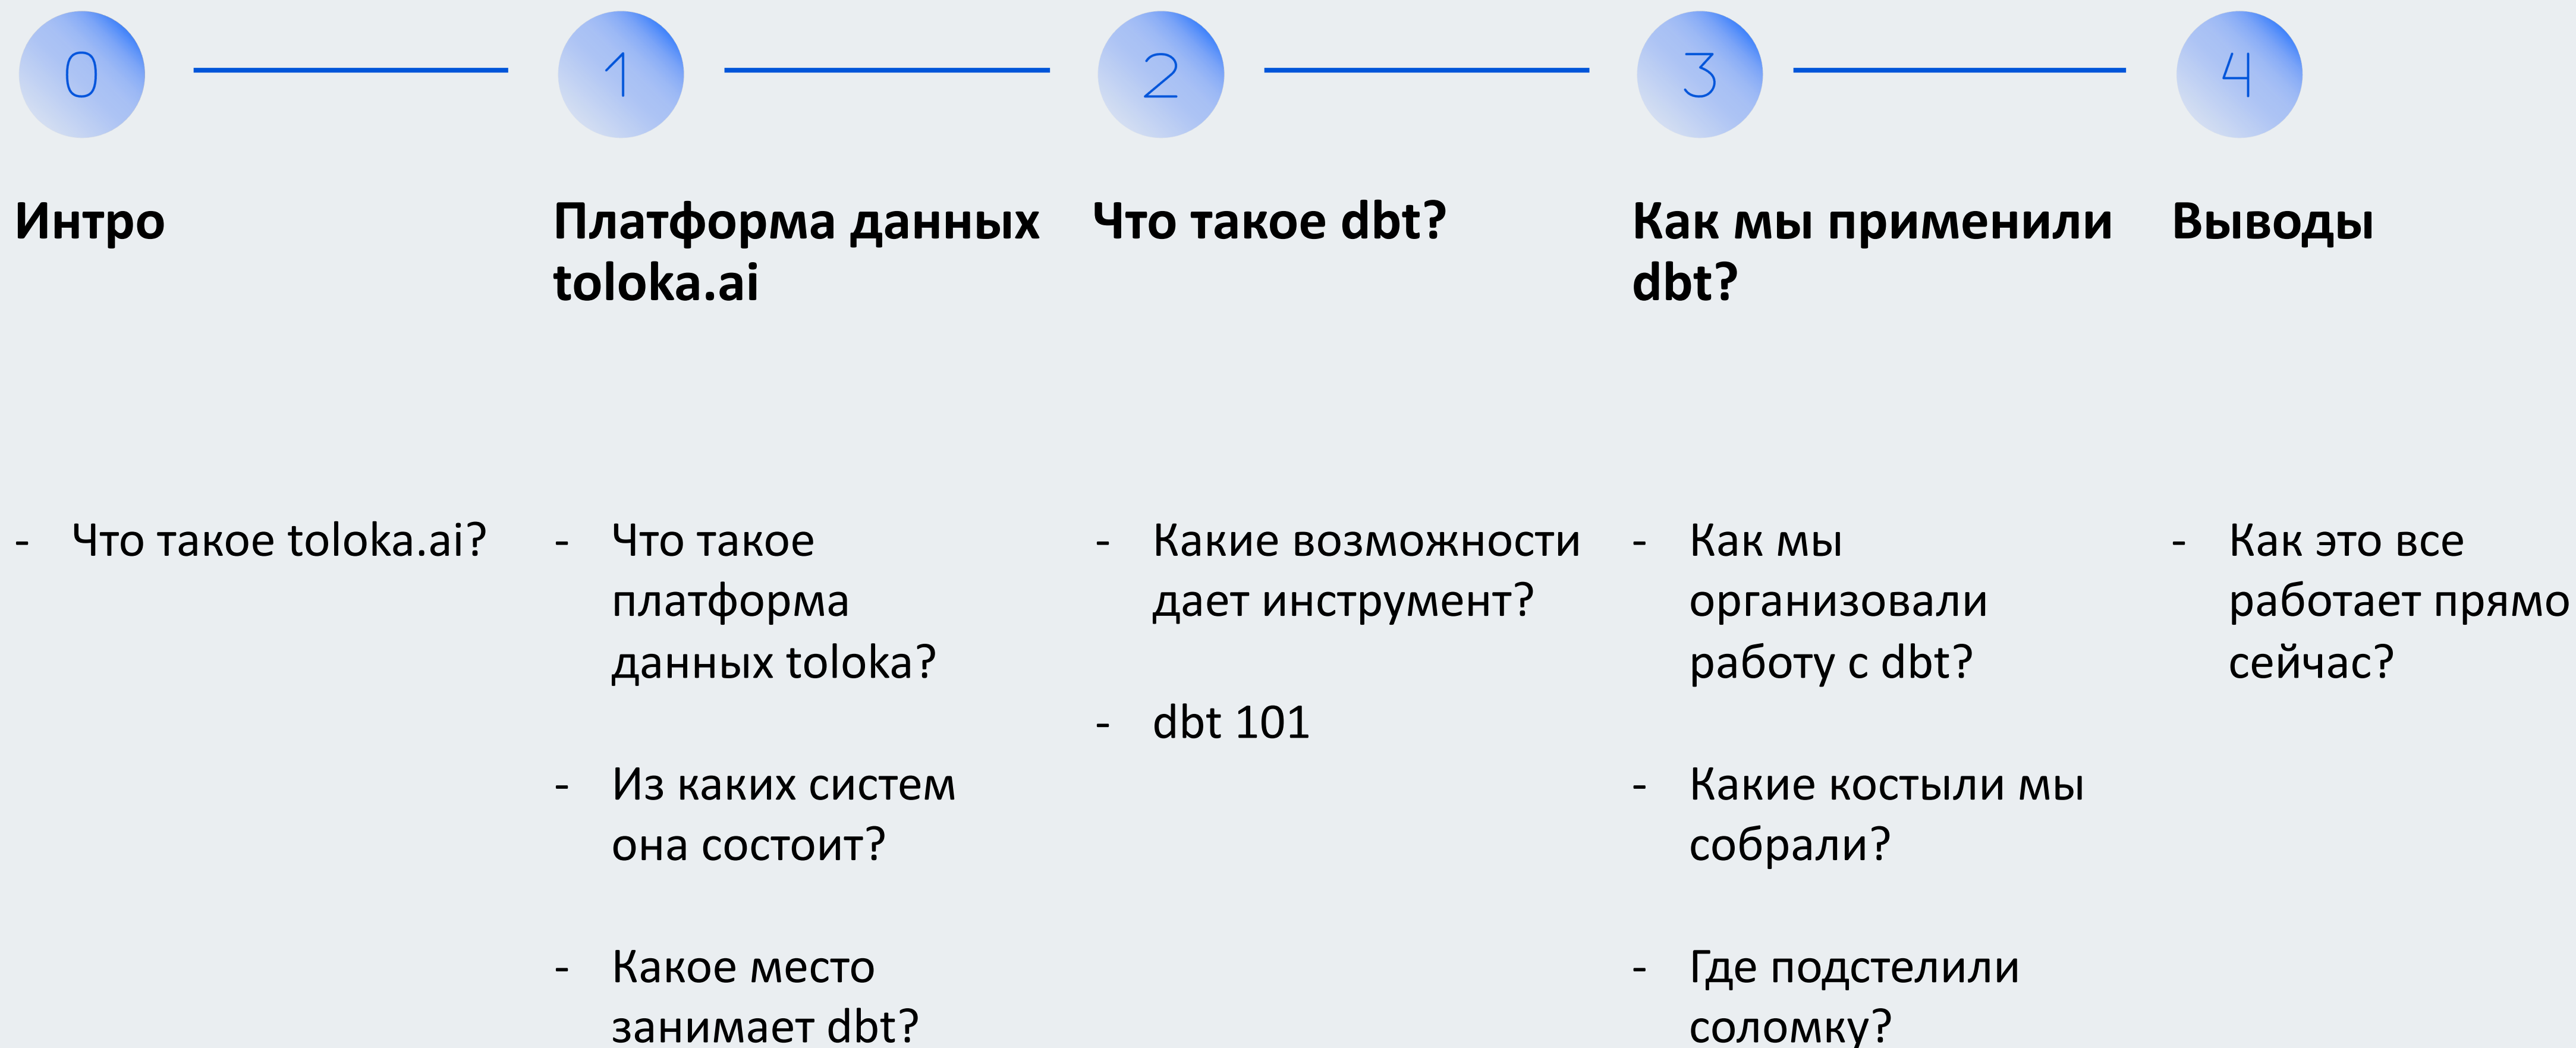 0
1
2
3
4
Интро
Платформа данных
toloka.ai
Что такое dbt?
Как мы применили
dbt?
Выводы
- Что такое toloka.ai?
- Что такое
платформа
данных toloka?
- Из каких систем
она состоит?
- Какое место
занимает dbt?
- Какие возможности
дает инструмент?
- dbt 101
- Как мы
организовали
работу с dbt?
- Какие костыли мы
собрали?
- Где подстелили
соломку?
- Как это все
работает прямо
сейчас?